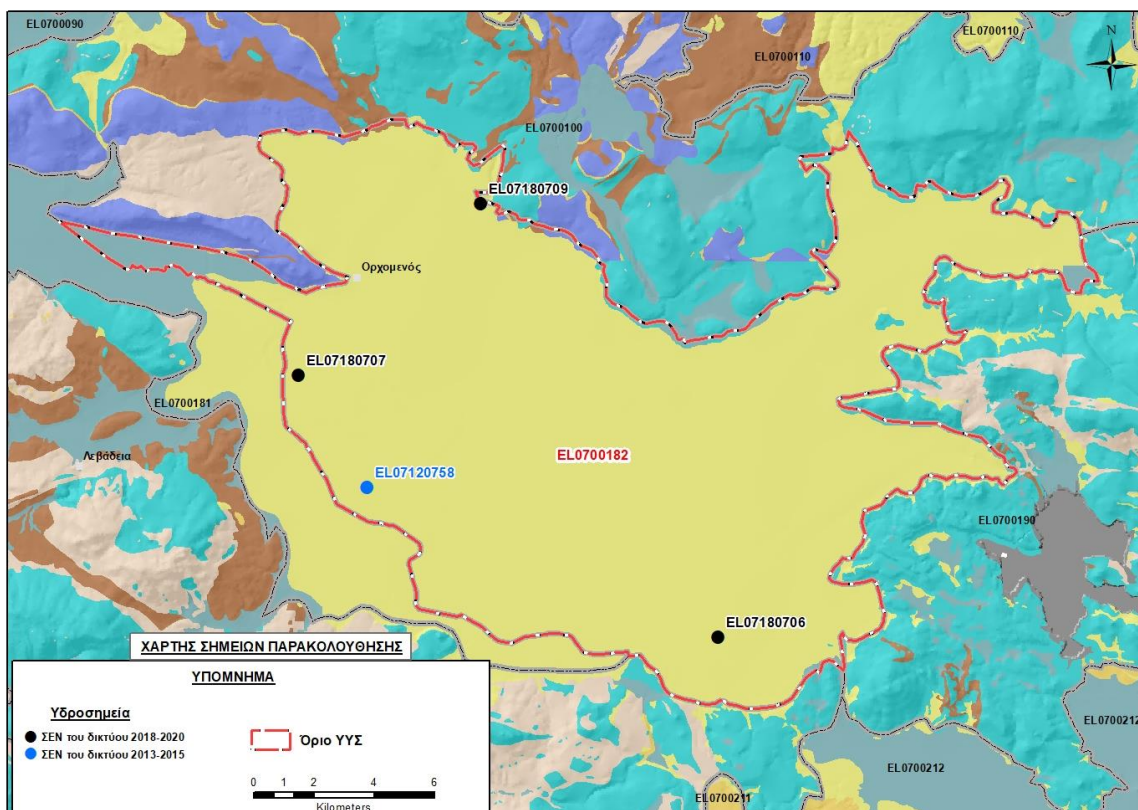 EL0700090
EL0700110
N
EL0700110
EL0700100
EL07180709
Ορχομενός
EL07180707
EL0700181
Λεβάδεια
EL0700182
EL07120758
EL0700190
EL07180706
ΧΑΡΤΗΣ ΣΗΜΕΙΩΝ ΠΑΡΑΚΟΛΟΥΘΗΣΗΣ
ΥΠΟΜΝΗΜΑ
Υδροσημεία
ΣΕΝ του δικτύου 2018-2020
ΣΕΝ του δικτύου 2013-2015
Όριο ΥΥΣ
0 1 2 4 6
Kilometers
EL0700212
EL0700212
EL0700211